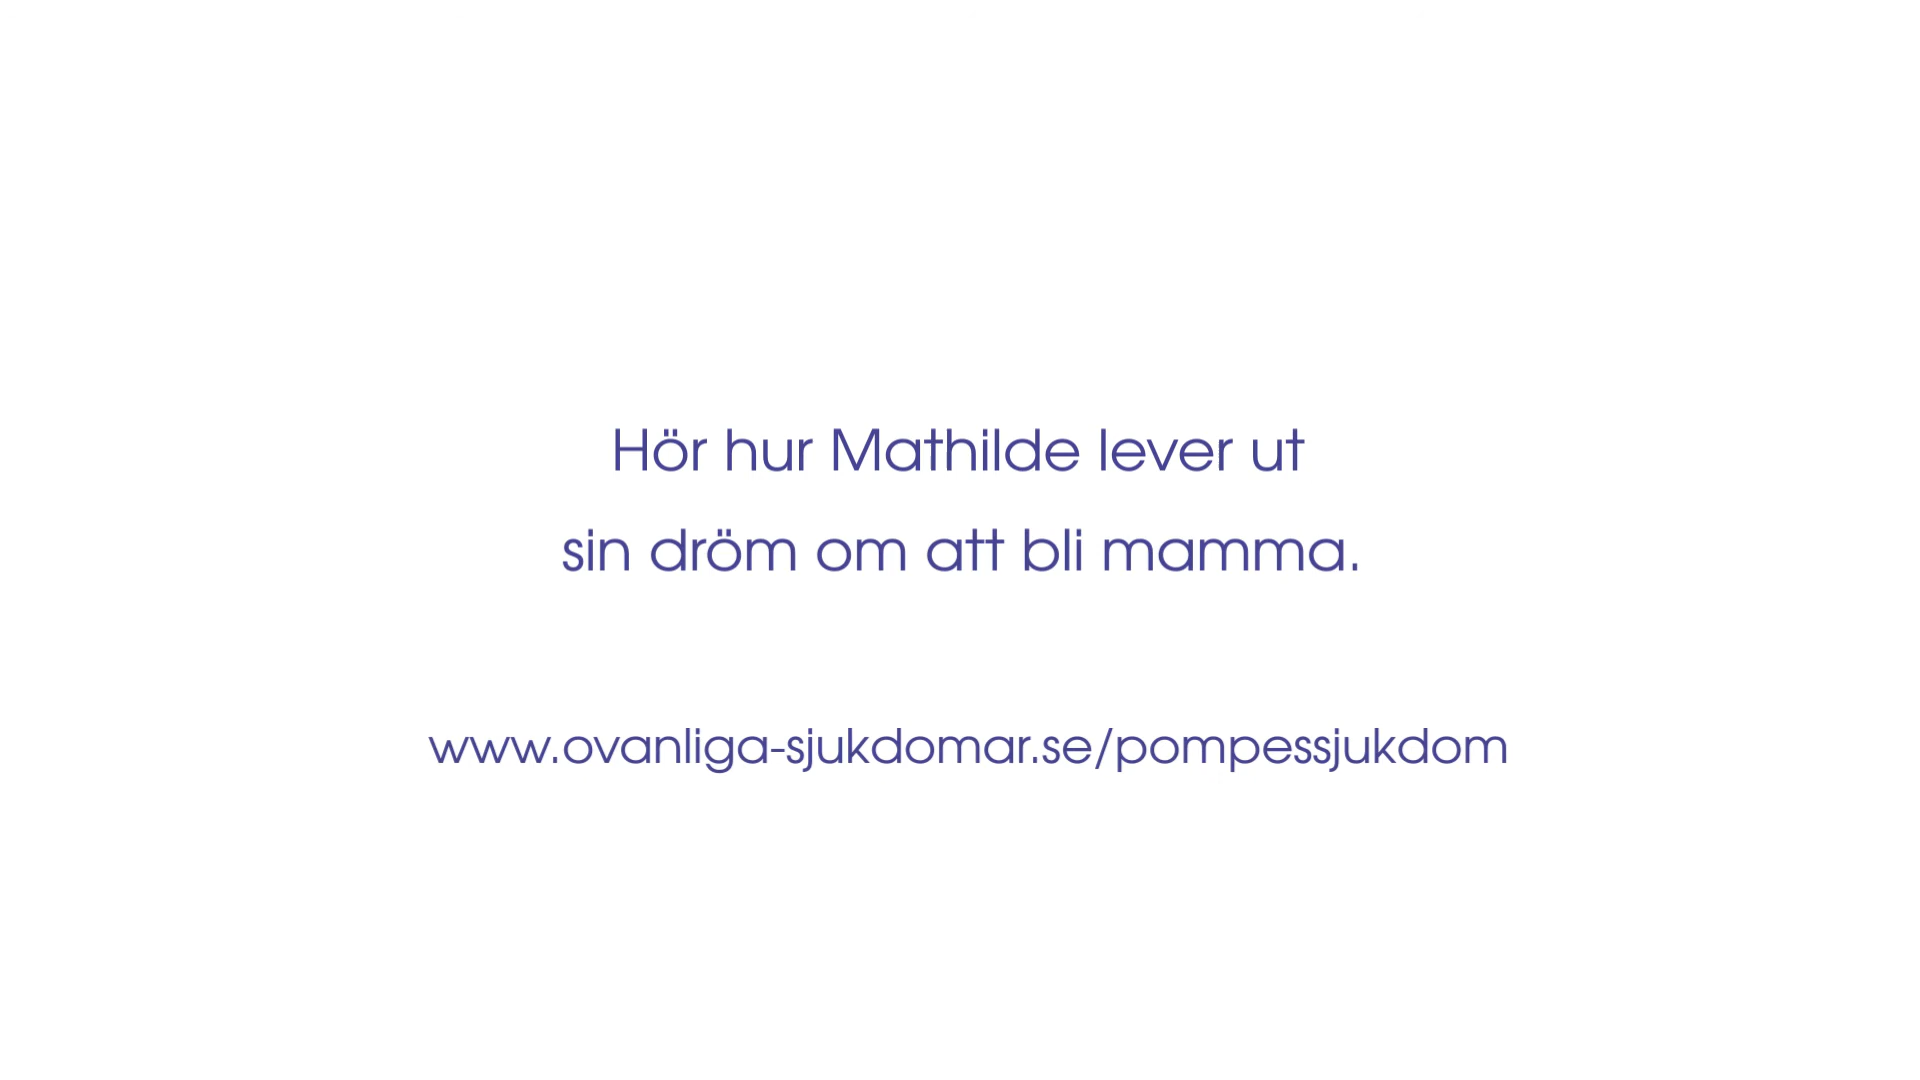 Hör hur Mathilde lever ut
sin dröm om att bli mamma.
www.ovanliga-sjukdomar.se/pompessjukdom